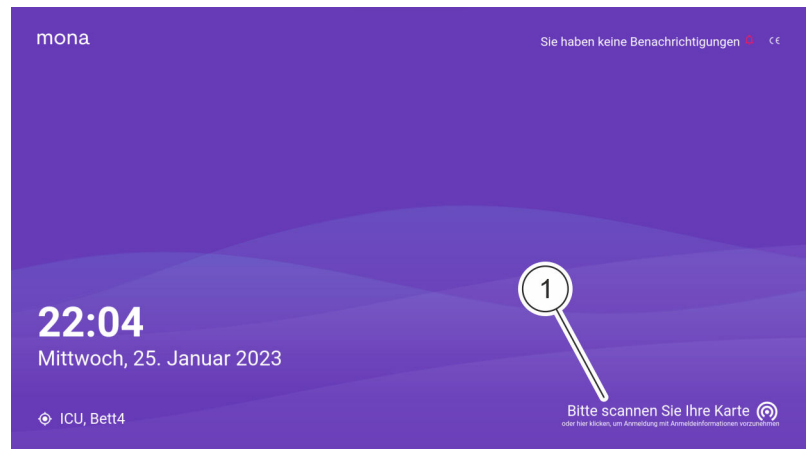 mona
Sie haben keine Benachrichtigungen CE
1
22:04
Mittwoch, 25. Januar 2023
ICU, Bett4
Bitte scannen Sie Ihre Karte
oder hier klicken, um Anmeldung mit Anmeldeinformationen vorzunehmen